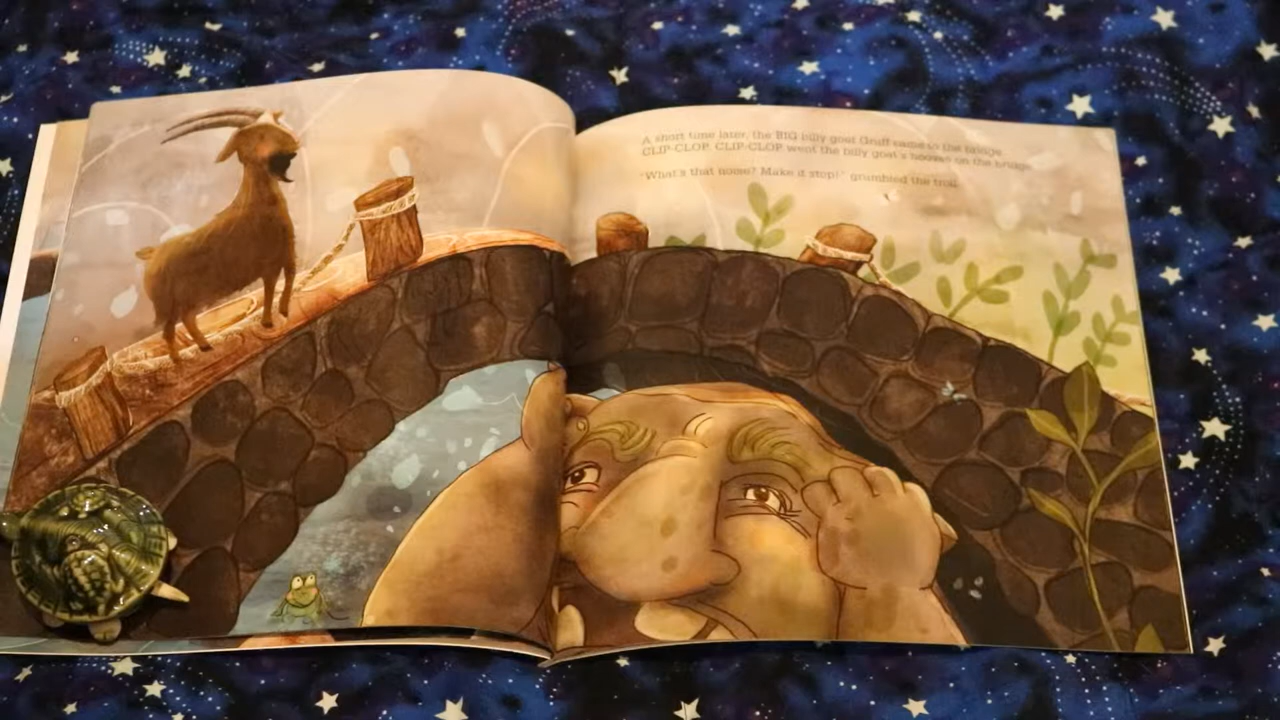 A short time later, the BIG billy goat Gruff came to the bridge.
CLIP-CLOP, CLIP-CLOP went the billy goat's hooves on the bridge.
"What's that noise? Make it stop!" grumbled the troll.